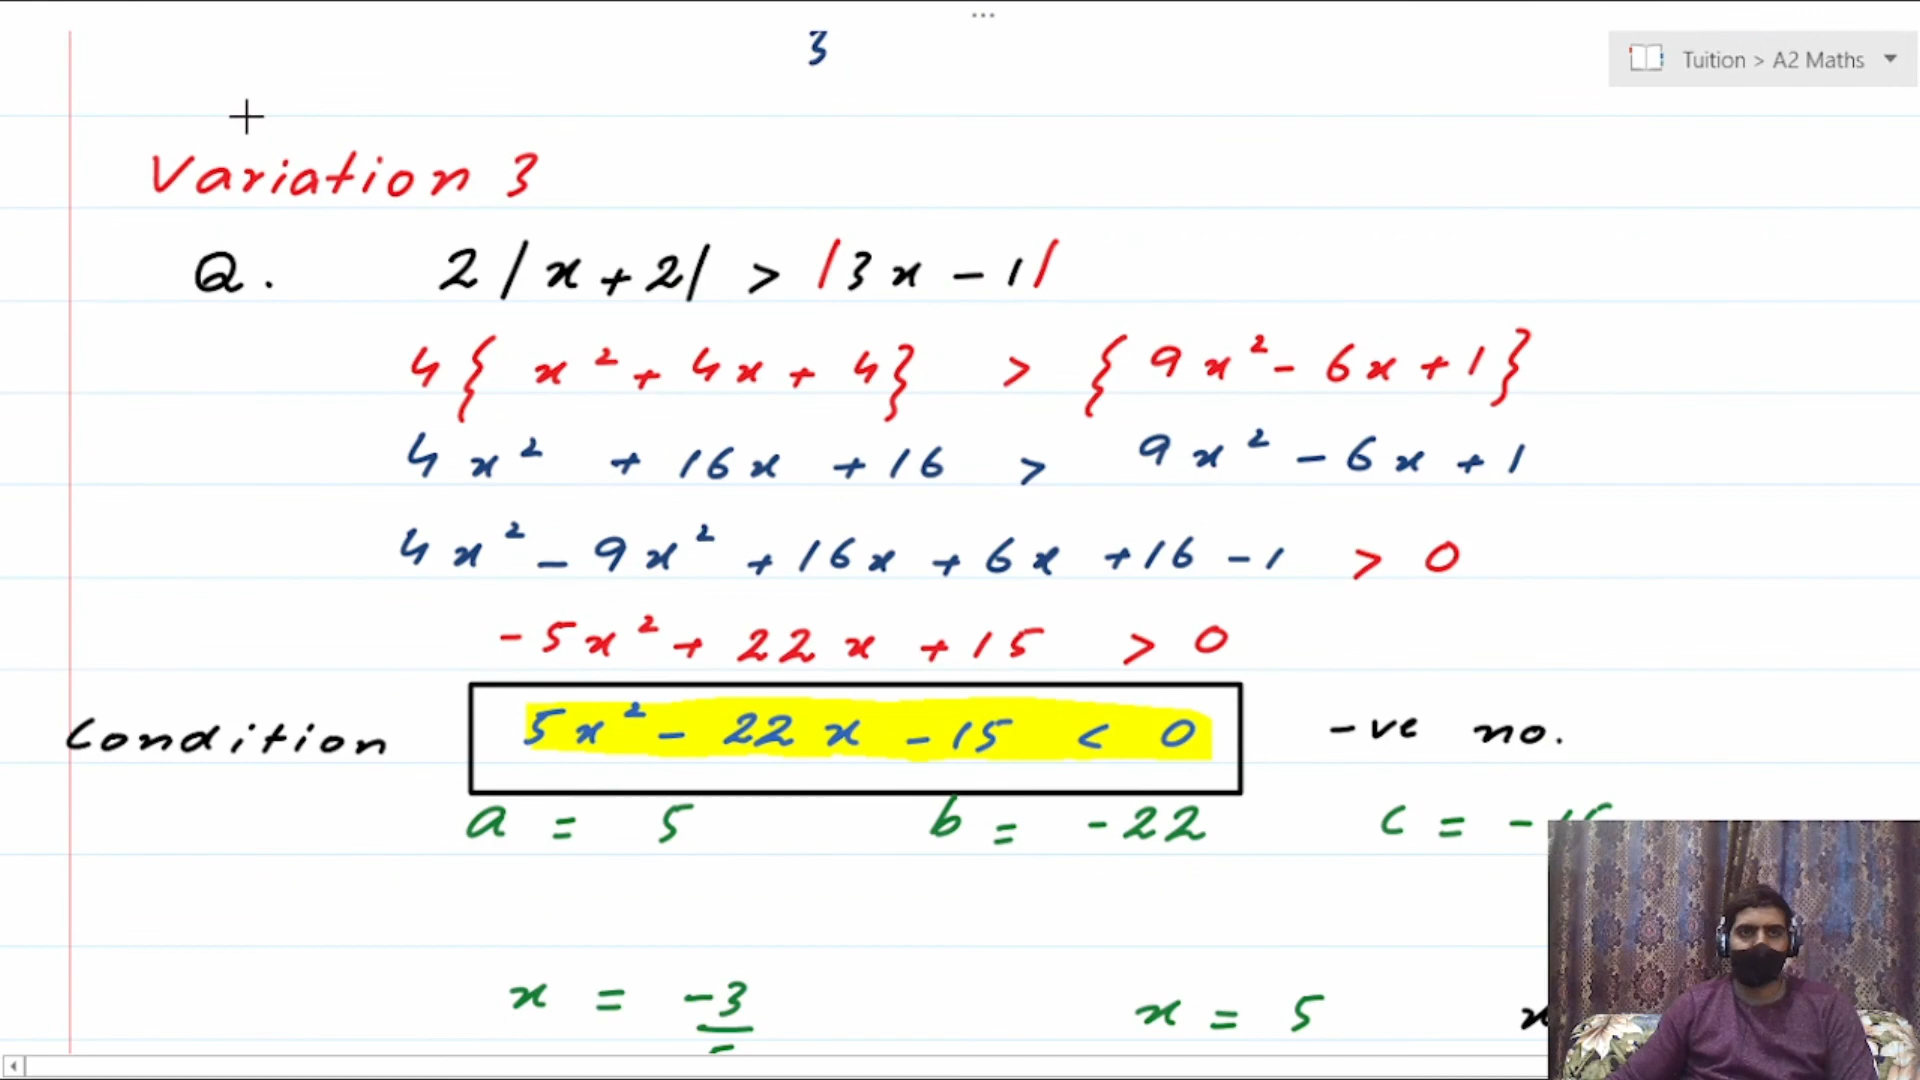 ...
3
Tuition > A2 Maths
Variation 3
Q. 2|x+2| > |3x-1|
4{x²+4x+4} > {9x²-6x+1}
4x² +16x +16 > 9x²-6x+1
4x²-9x²+16x+6x+16-1 > 0
-5x²+22x+15 > 0
Condition 5x²-22x-15 < 0 -ve no.
a = 5 b = -22 c = -15
x = -3 x = 5 x